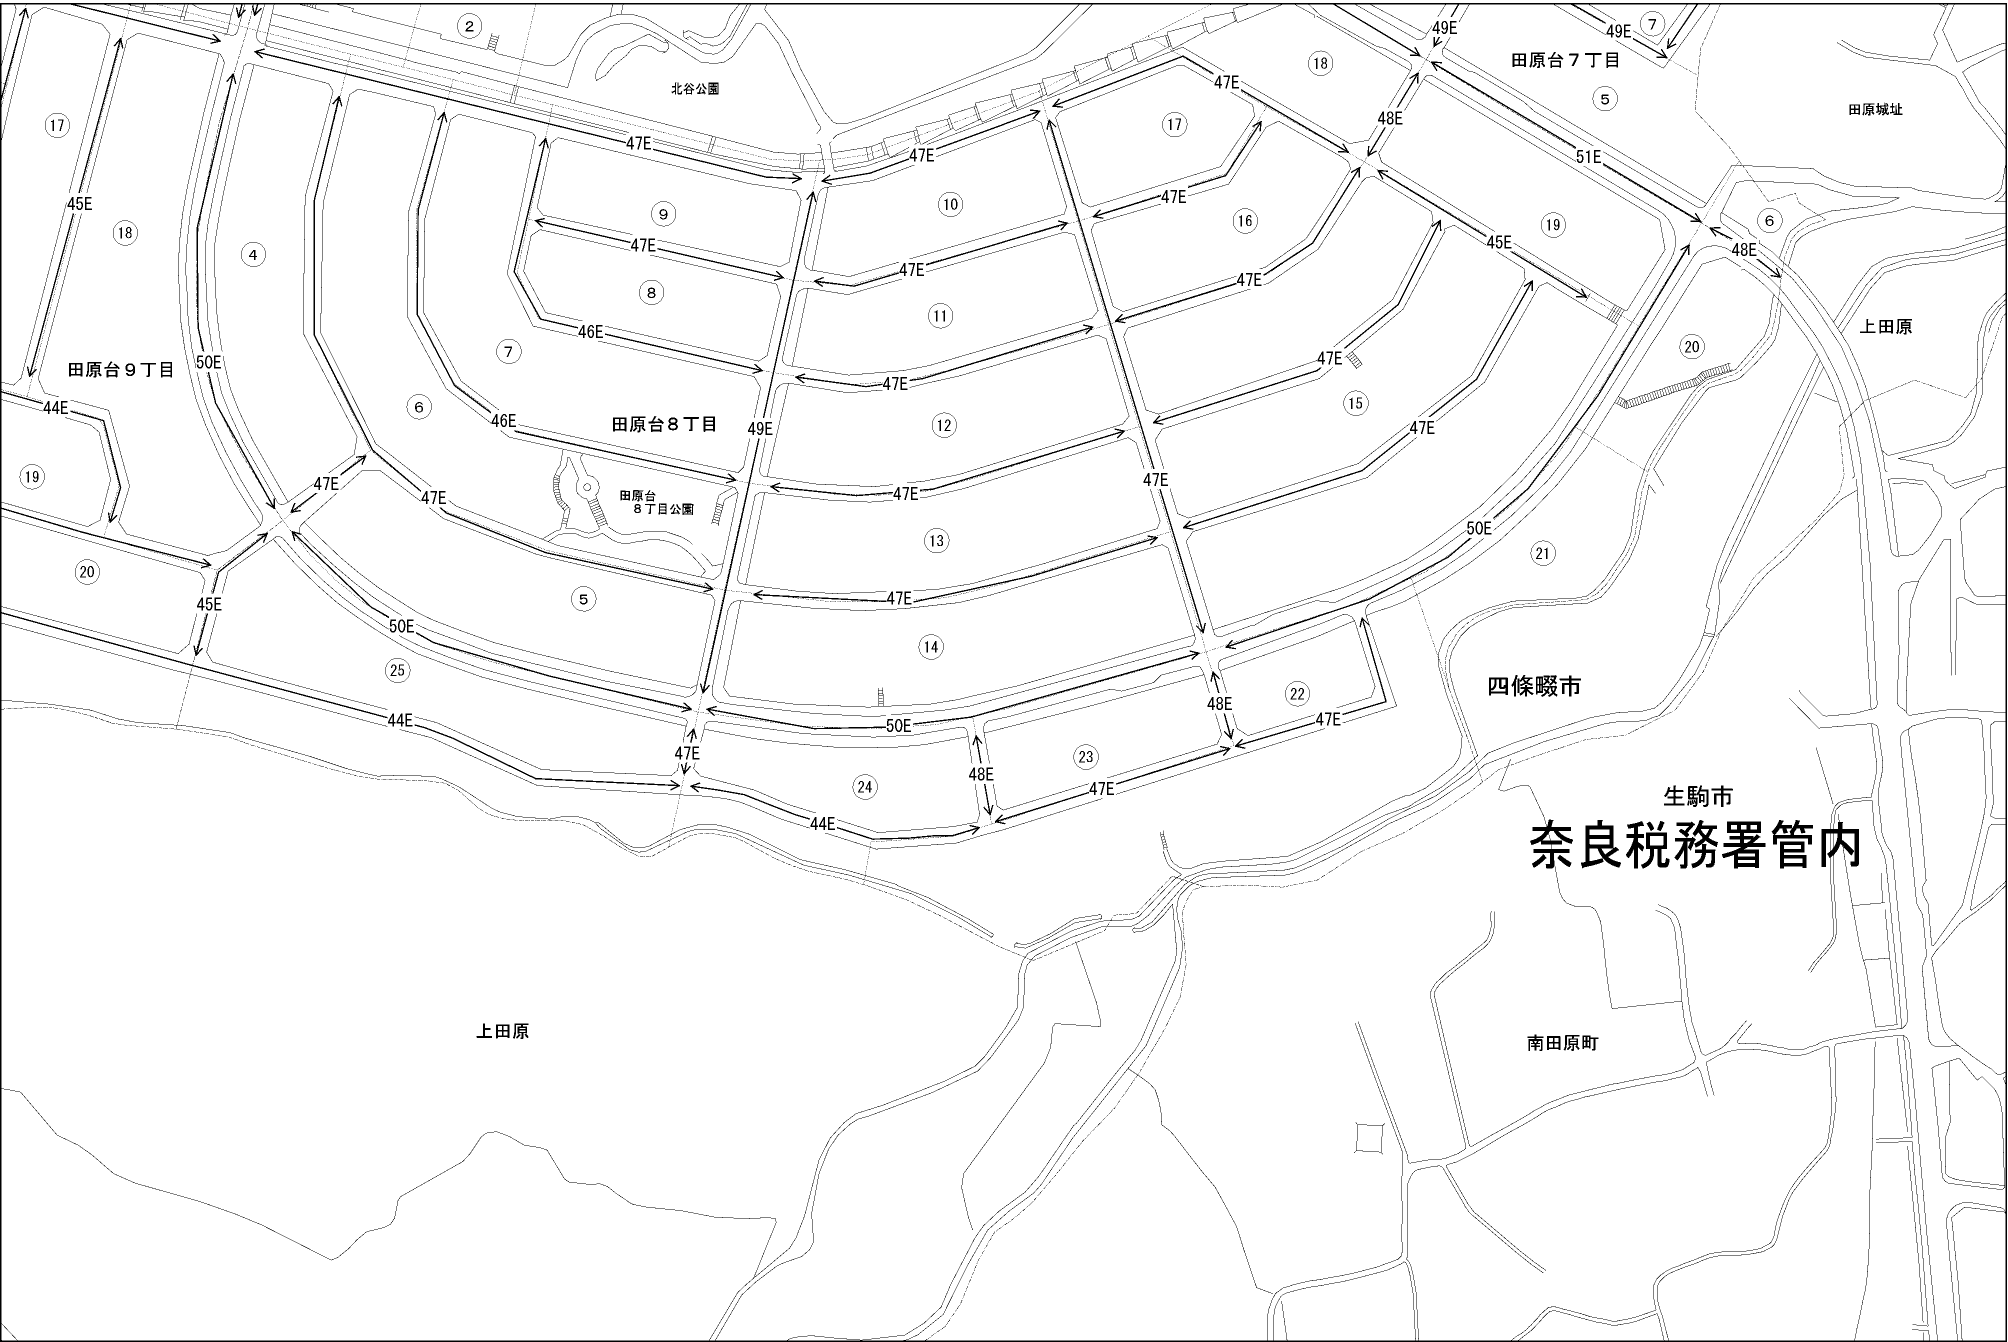 ②
49E
49E
⑦
田原台７丁目
⑱
北谷公園
⑤
47E
田原城址
⑰
⑰
48E
47E
47E
51E
45E
47E
⑩
⑨
⑯
⑲
⑥
⑱
④
47E
45E
48E
47E
47E
⑧
⑪
46E
上田原
⑳
⑦
50E
田原台９丁目
47E
47E
44E
⑥
⑮
46E
田原台８丁目
49E
⑫
47E
⑲
47E
47E
47E
47E
田原台
８丁目公園
50E
⑬
㉑
⑳
45E
⑤
47E
50E
⑭
㉕
四條畷市
㉒
44E
50E
48E
47E
47E
㉓
48E
㉔
47E
44E
生駒市
奈良税務署管内
上田原
南田原町